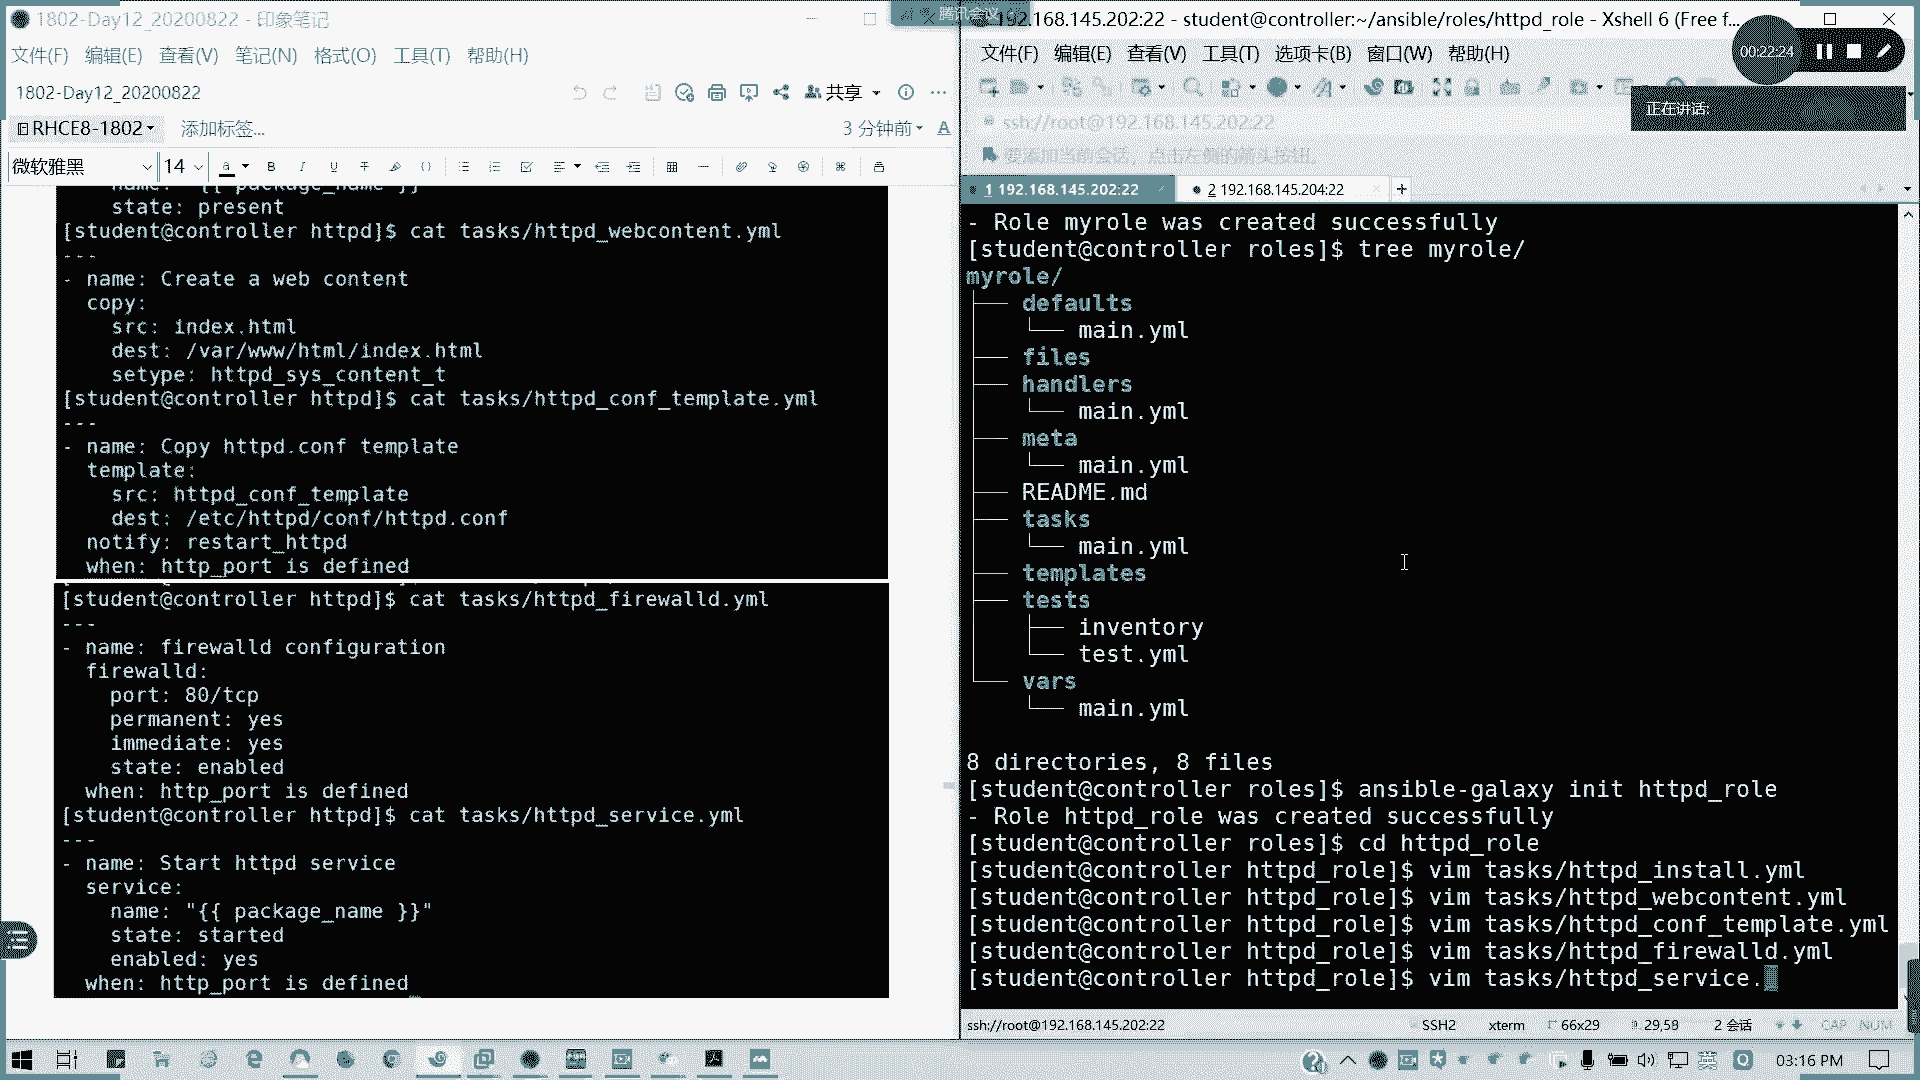 1802-Day12_20200822 - 印象笔记
文件(F) 编辑(E) 查看(V) 笔记(N) 格式(O) 工具(T) 帮助(H)
1802-Day12_20200822
共享
RHCE8-1802
添加标签...
3 分钟前
微软雅黑
14
name: "{{ package_name }}"
state: present
[student@controller httpd]$ cat tasks/httpd_webcontent.yml
---
- name: Create a web content
copy:
src: index.html
dest: /var/www/html/index.html
setype: httpd_sys_content_t
[student@controller httpd]$ cat tasks/httpd_conf_template.yml
---
- name: Copy httpd.conf template
template:
src: httpd_conf_template
dest: /etc/httpd/conf/httpd.conf
notify: restart_httpd
when: http_port is defined
[student@controller httpd]$ cat tasks/httpd_firewalld.yml
---
- name: firewalld configuration
firewalld:
port: 80/tcp
permanent: yes
immediate: yes
state: enabled
when: http_port is defined
[student@controller httpd]$ cat tasks/httpd_service.yml
---
- name: Start httpd service
service:
name: "{{ package_name }}"
state: started
enabled: yes
when: http_port is defined
腾讯会议
192.168.145.202:22 - student@controller:~/ansible/roles/httpd_role - Xshell 6 (Free f...
文件(F) 编辑(E) 查看(V) 工具(T) 选项卡(B) 窗口(W) 帮助(H)
00:22:24
正在讲话:
ssh://root@192.168.145.202:22
要添加当前会话，点击左侧的箭头按钮。
1 192.168.145.202:22
2 192.168.145.204:22
- Role myrole was created successfully
[student@controller roles]$ tree myrole/
myrole/
├── defaults
│   └── main.yml
├── files
├── handlers
│   └── main.yml
├── meta
│   └── main.yml
├── README.md
├── tasks
│   └── main.yml
├── templates
├── tests
│   ├── inventory
│   └── test.yml
└── vars
└── main.yml
8 directories, 8 files
[student@controller roles]$ ansible-galaxy init httpd_role
- Role httpd_role was created successfully
[student@controller roles]$ cd httpd_role
[student@controller httpd_role]$ vim tasks/httpd_install.yml
[student@controller httpd_role]$ vim tasks/httpd_webcontent.yml
[student@controller httpd_role]$ vim tasks/httpd_conf_template.yml
[student@controller httpd_role]$ vim tasks/httpd_firewalld.yml
[student@controller httpd_role]$ vim tasks/httpd_service.
ssh://root@192.168.145.202:22
SSH2
xterm
66x29
29,58
2 会话
CAP NUM
英
03:16 PM